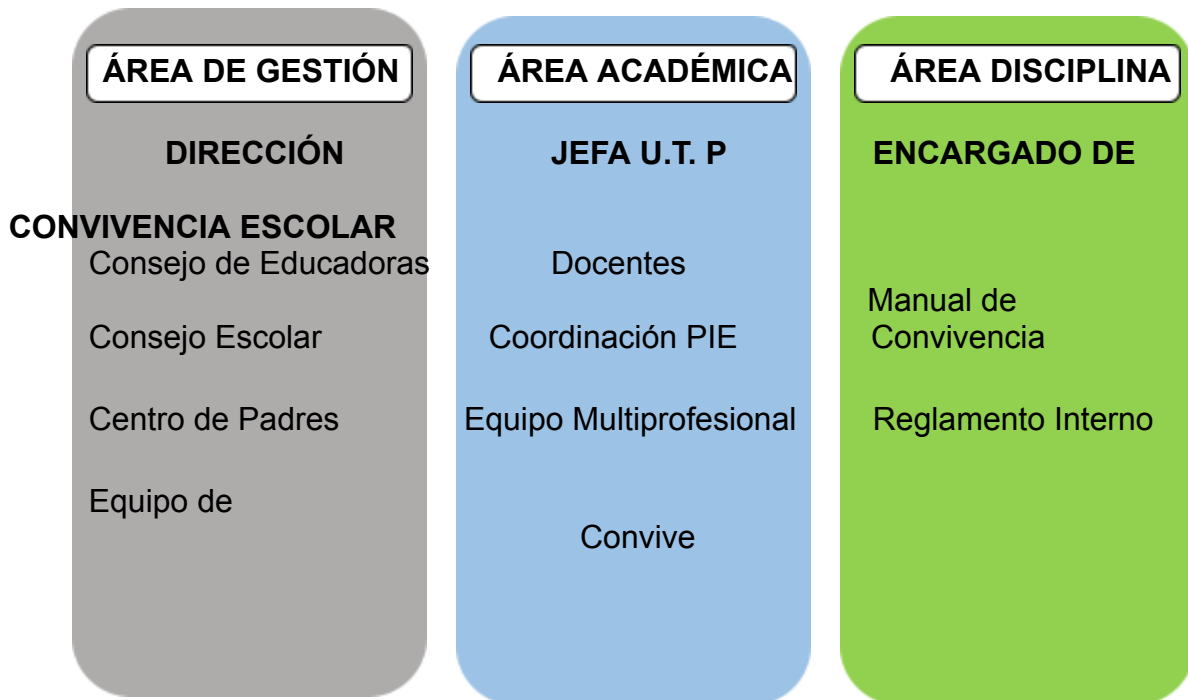 ÁREA DE GESTIÓN
ÁREA ACADÉMICA
ÁREA DISCIPLINA
DIRECCIÓN
JEFA U.T. P
ENCARGADO DE
CONVIVENCIA ESCOLAR
Consejo de Educadoras
Docentes
Manual de
Consejo Escolar
Coordinación PIE
Convivencia
Centro de Padres
Equipo Multiprofesional
Reglamento Interno
Equipo de
Convive